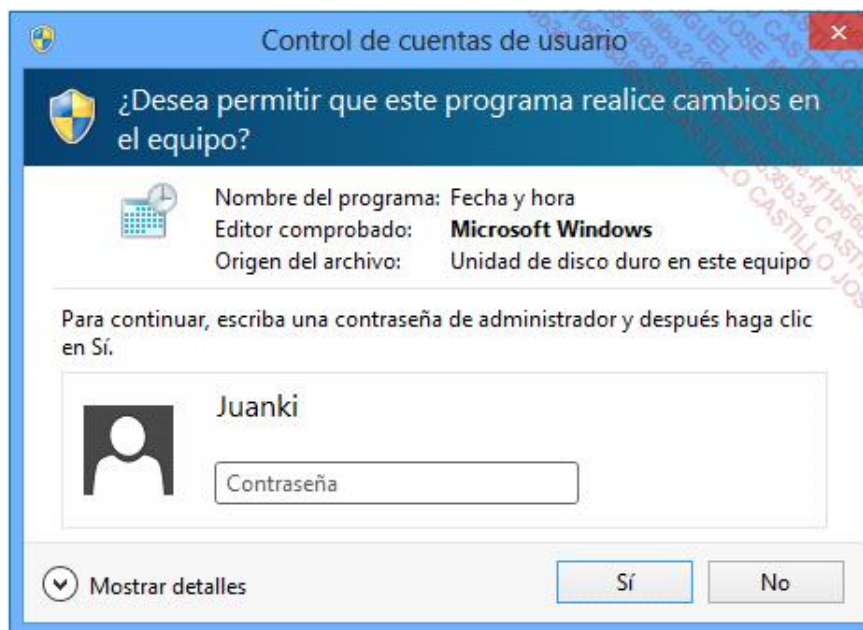 Control de cuentas de usuario
¿Desea permitir que este programa realice cambios en
el equipo?
Nombre del programa: Fecha y hora
Editor comprobado: Microsoft Windows
Origen del archivo: Unidad de disco duro en este equipo
Para continuar, escriba una contraseña de administrador y después haga clic
en Sí.
Juanki
Contraseña
Mostrar detalles
Sí
No